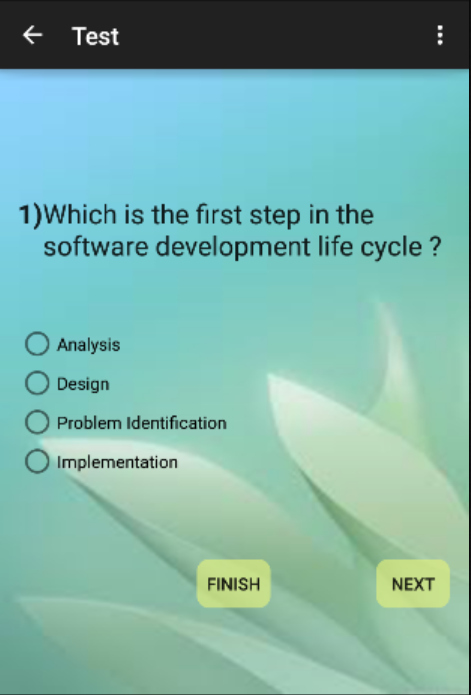 Test
1)Which is the first step in the
software development life cycle ?
Analysis
Design
Problem Identification
Implementation
FINISH
NEXT